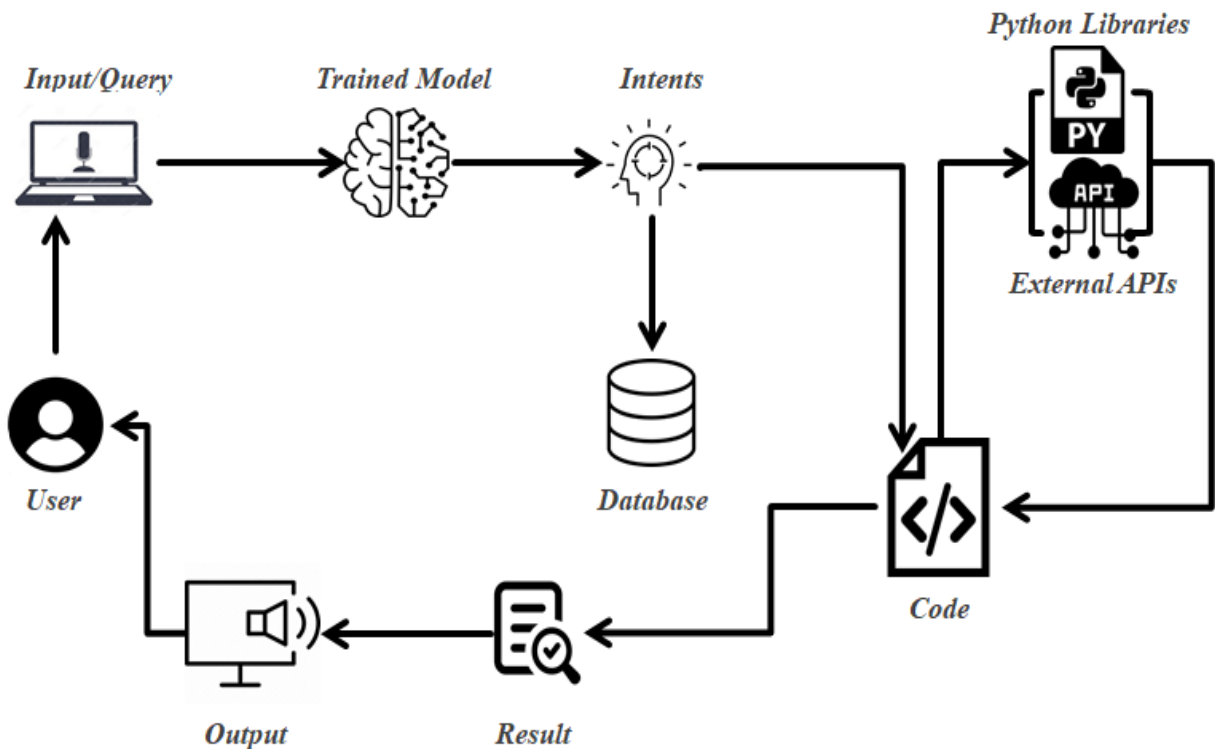 Python Libraries
Input/Query
Trained Model
Intents
PY
API
External APIs
User
Database
</>
Code
Output
Result